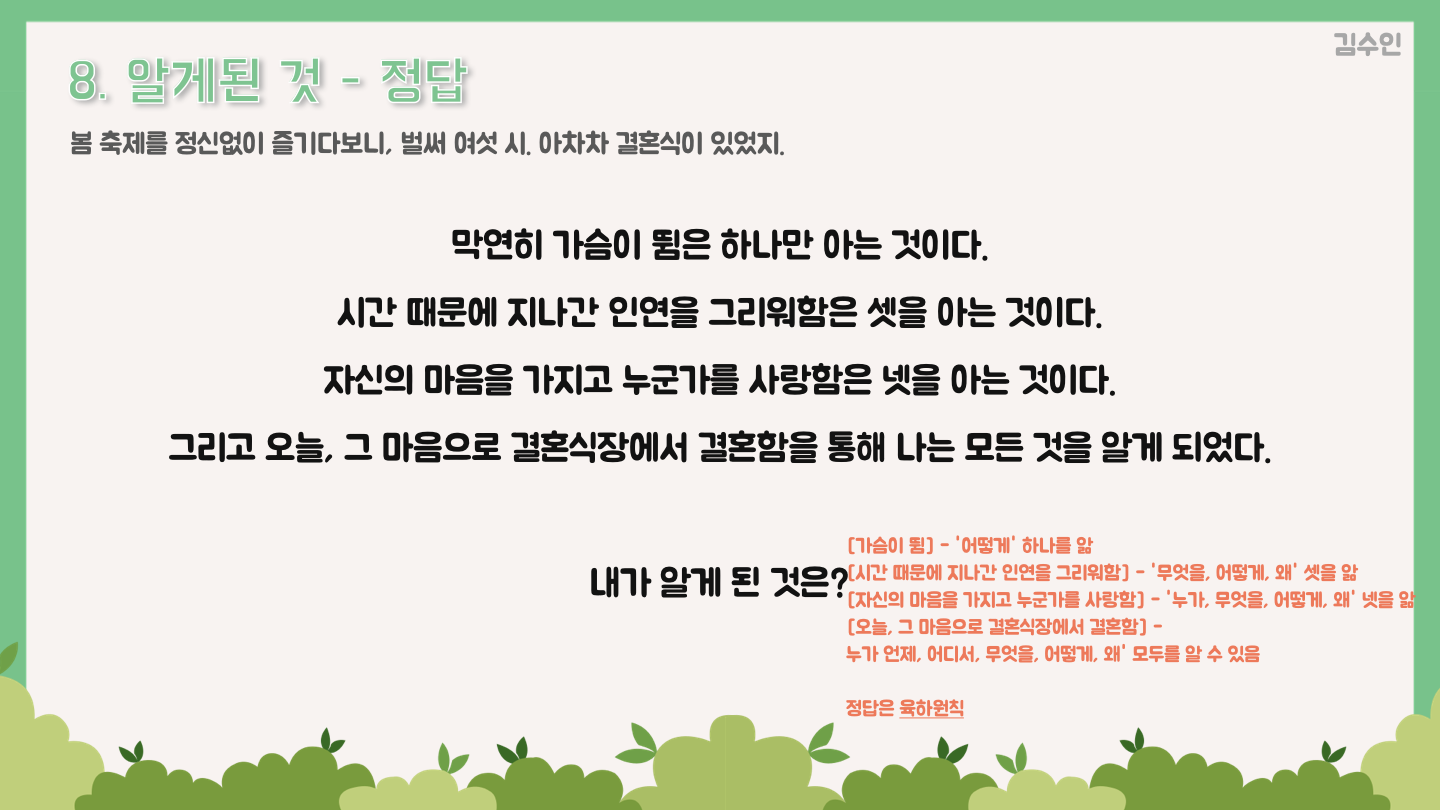 김수인
8. 알게된 것 - 정답
봄 축제를 정신없이 즐기다보니, 벌써 여섯 시. 아차차 결혼식이 있었지.
막연히 가슴이 뜀은 하나만 아는 것이다.
시간 때문에 지나간 인연을 그리워함은 셋을 아는 것이다.
자신의 마음을 가지고 누군가를 사랑함은 넷을 아는 것이다.
그리고 오늘, 그 마음으로 결혼식장에서 결혼함을 통해 나는 모든 것을 알게 되었다.
내가 알게 된 것은?
[가슴이 뜀] - '어떻게' 하나를 앎
[시간 때문에 지나간 인연을 그리워함] - '무엇을, 어떻게, 왜' 셋을 앎
[자신의 마음을 가지고 누군가를 사랑함] - '누가, 무엇을, 어떻게, 왜' 넷을 앎
[오늘, 그 마음으로 결혼식장에서 결혼함] -
누가 언제, 어디서, 무엇을, 어떻게, 왜' 모두를 알 수 있음
정답은 육하원칙